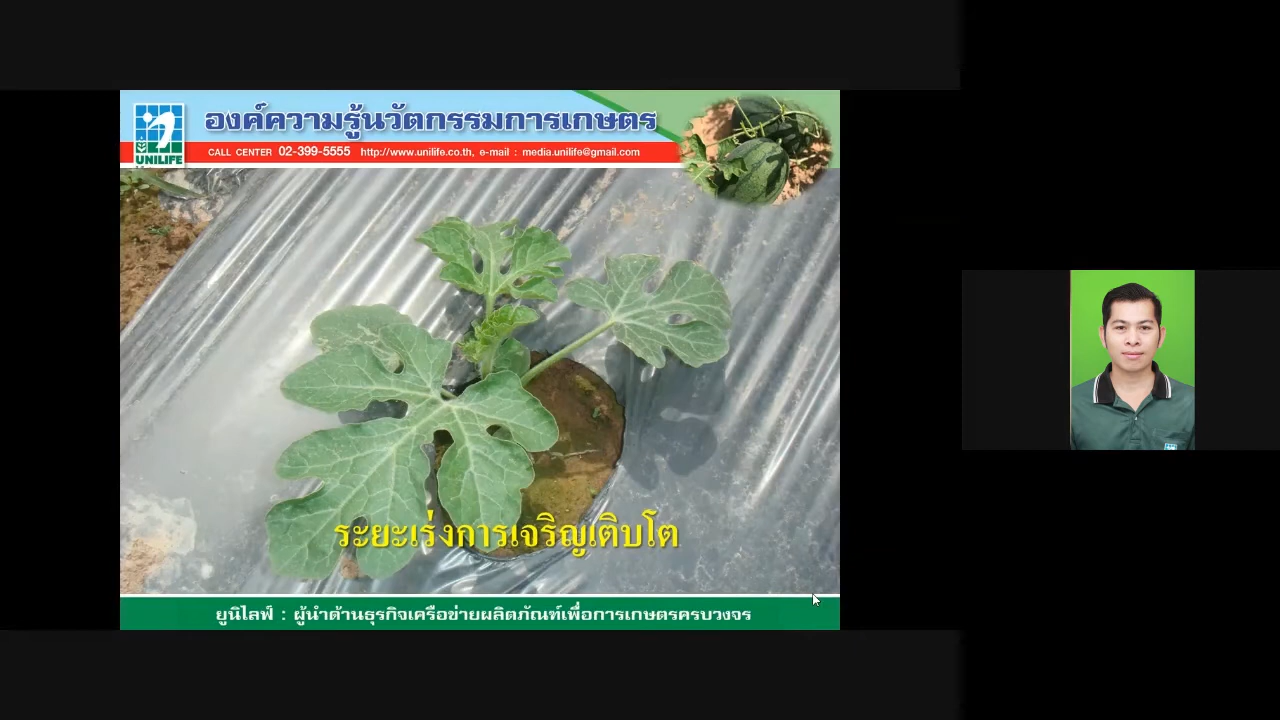 องค์ความรู้นวัตกรรมการเกษตร
UNILIFE
CALL CENTER 02-399-5555 http://www.unilife.co.th, e-mail : media.unilife@gmail.com
ระยะเร่งการเจริญเติบโต
ยูนิไลฟ์ : ผู้นำด้านธุรกิจเครือข่ายผลิตภัณฑ์เพื่อการเกษตรครบวงจร